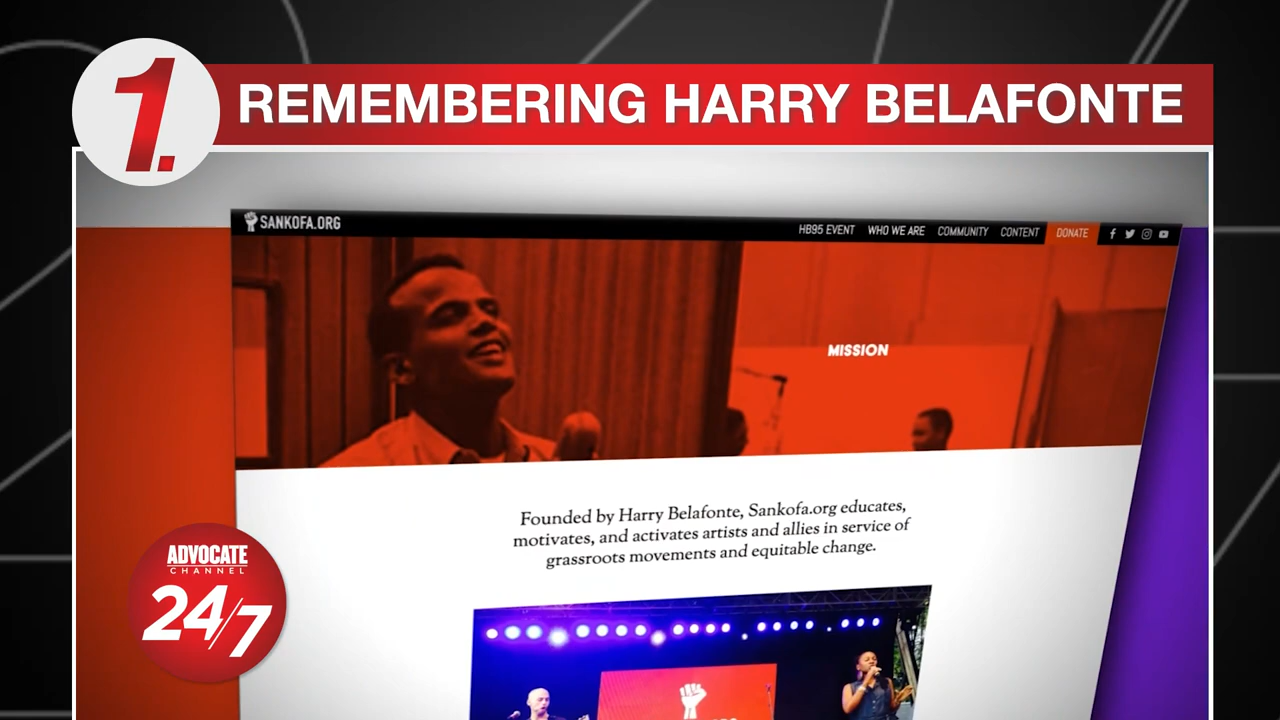 1.
REMEMBERING HARRY BELAFONTE
SANKOFA.ORG
HB95 EVENT WHO WE ARE COMMUNITY CONTENT DONATE
MISSION
Founded by Harry Belafonte, Sankofa.org educates,
motivates, and activates artists and allies in service of
grassroots movements and equitable change.
ADVOCATE
CHANNEL
24/7